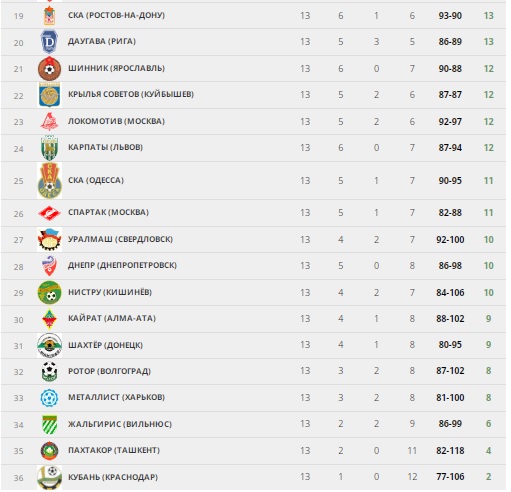 19 СКА (РОСТОВ-НА-ДОНУ) 13 6 1 6 93-90 13
20 ДАУГАВА (РИГА) 13 5 3 5 86-89 13
21 ШИННИК (ЯРОСЛАВЛЬ) 13 6 0 7 90-88 12
22 КРЫЛЬЯ СОВЕТОВ (КУЙБЫШЕВ) 13 5 2 6 87-87 12
23 ЛОКОМОТИВ (МОСКВА) 13 5 2 6 92-97 12
24 КАРПАТЫ (ЛЬВОВ) 13 6 0 7 87-94 12
25 СКА (ОДЕССА) 13 5 1 7 90-95 11
26 СПАРТАК (МОСКВА) 13 5 1 7 82-88 11
27 УРАЛМАШ (СВЕРДЛОВСК) 13 4 2 7 92-100 10
28 ДНЕПР (ДНЕПРОПЕТРОВСК) 13 5 0 8 86-98 10
29 НИСТРУ (КИШИНЁВ) 13 4 2 7 84-106 10
30 КАЙРАТ (АЛМА-АТА) 13 4 1 8 88-102 9
31 ШАХТЁР (ДОНЕЦК) 13 4 1 8 80-95 9
32 РОТОР (ВОЛГОГРАД) 13 3 2 8 87-102 8
33 МЕТАЛЛИСТ (ХАРЬКОВ) 13 3 2 8 81-100 8
34 ЖАЛЬГИРИС (ВИЛЬНЮС) 13 2 2 9 86-99 6
35 ПАХТАКОР (ТАШКЕНТ) 13 2 0 11 82-118 4
36 КУБАНЬ (КРАСНОДАР) 13 1 0 12 77-106 2